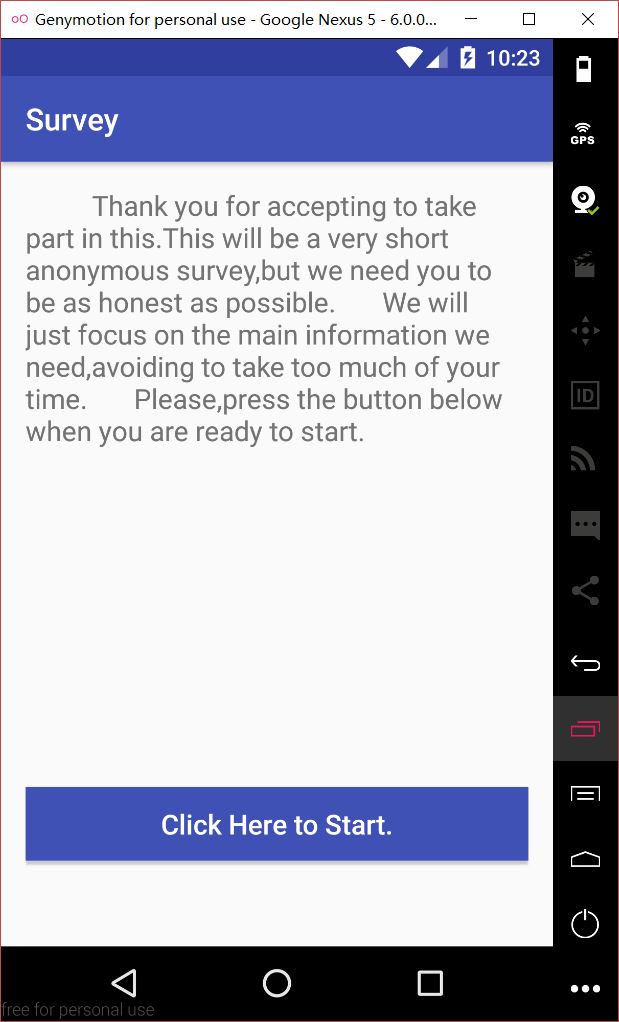 Genymotion for personal use - Google Nexus 5 - 6.0.0...
10:23
GPS
Survey
Thank you for accepting to take
part in this.This will be a very short
anonymous survey,but we need you to
be as honest as possible.       We will
just focus on the main information we
need,avoiding to take too much of your
time.       Please,press the button below
when you are ready to start.
ID
Click Here to Start.
free for personal use